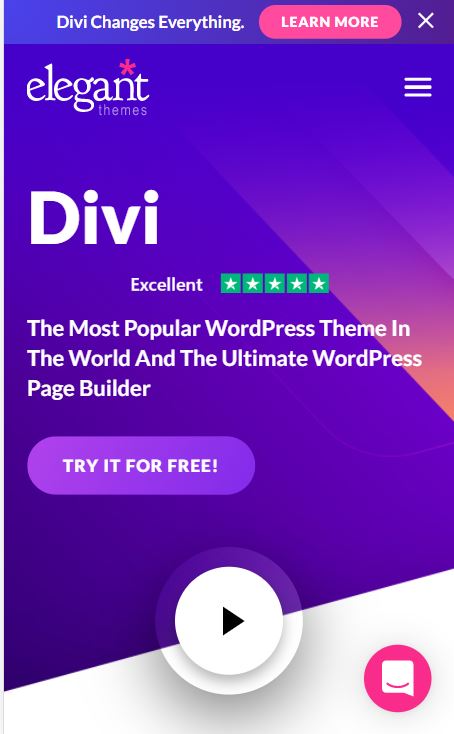 Divi Changes Everything. LEARN MORE
elegant
themes
Divi
Excellent
The Most Popular WordPress Theme In
The World And The Ultimate WordPress
Page Builder
TRY IT FOR FREE!